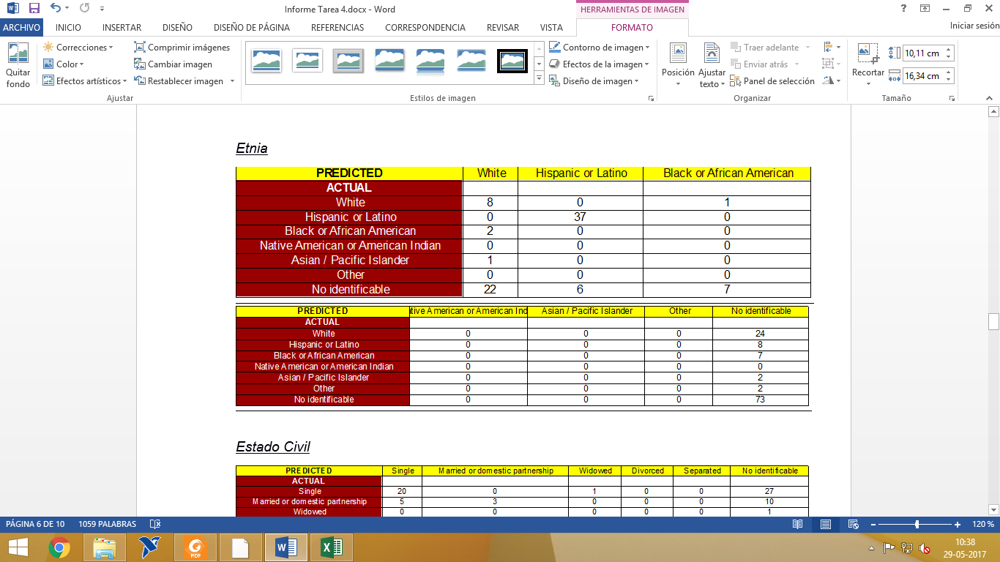 Informe Tarea 4.docx - Word
HERRAMIENTAS DE IMAGEN
ARCHIVO INICIO INSERTAR DISEÑO DISEÑO DE PÁGINA REFERENCIAS CORRESPONDENCIA REVISAR VISTA FORMATO Iniciar sesión
Quitar fondo
Correcciones
Color
Efectos artísticos
Comprimir imágenes
Cambiar imagen
Restablecer imagen
Ajustar
Estilos de imagen
Contorno de imagen
Efectos de la imagen
Diseño de imagen
Posición
Ajustar texto
Traer adelante
Enviar atrás
Panel de selección
Organizar
Recortar
10,11 cm
16,34 cm
Tamaño
Etnia
PREDICTED White Hispanic or Latino Black or African American
ACTUAL
White 8 0 1
Hispanic or Latino 0 37 0
Black or African American 2 0 0
Native American or American Indian 0 0 0
Asian / Pacific Islander 1 0 0
Other 0 0 0
No identificable 22 6 7
PREDICTED tive American or American Ind Asian / Pacific Islander Other No identificable
ACTUAL
White 0 0 0 24
Hispanic or Latino 0 0 0 8
Black or African American 0 0 0 7
Native American or American Indian 0 0 0 0
Asian / Pacific Islander 0 0 0 2
Other 0 0 0 2
No identificable 0 0 0 73
Estado Civil
PREDICTED Single Married or domestic partnership Widowed Divorced Separated No identificable
ACTUAL
Single 20 0 1 0 0 27
Married or domestic partnership 5 3 0 0 0 10
Widowed 0 0 0 0 0 1
PÁGINA 6 DE 10 1059 PALABRAS 120 %
PDF
10:38
29-05-2017